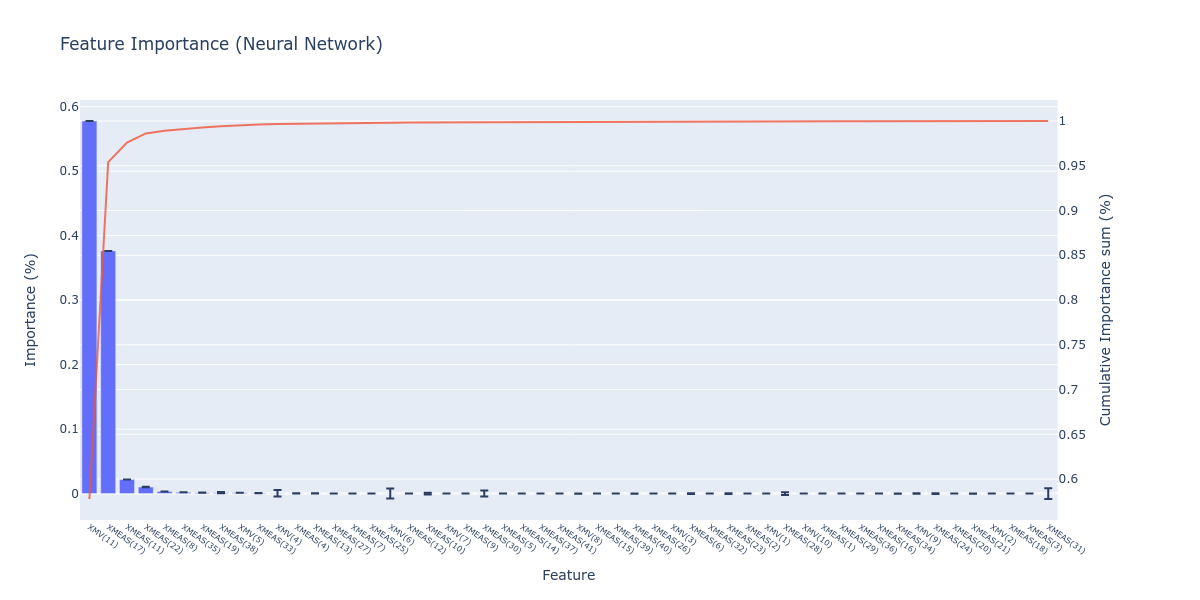 Feature Importance (Neural Network)
0.6
0.5
0.4
0.3
0.2
0.1
0
Importance (%)
1
0.95
0.9
0.85
0.8
0.75
0.7
0.65
0.6
Cumulative Importance sum (%)
XMV(11)
XMEAS(17)
XMEAS(11)
XMEAS(22)
XMEAS(8)
XMEAS(35)
XMEAS(19)
XMEAS(38)
XMV(5)
XMEAS(33)
XMV(4)
XMEAS(4)
XMEAS(13)
XMEAS(27)
XMEAS(7)
XMEAS(25)
XMV(6)
XMEAS(12)
XMEAS(10)
XMV(7)
XMEAS(9)
XMEAS(30)
XMEAS(5)
XMEAS(14)
XMEAS(37)
XMEAS(41)
XMV(8)
XMEAS(15)
XMEAS(39)
XMEAS(40)
XMEAS(26)
XMV(3)
XMEAS(6)
XMEAS(32)
XMEAS(23)
XMEAS(2)
XMV(1)
XMEAS(28)
XMV(10)
XMEAS(1)
XMEAS(29)
XMEAS(36)
XMEAS(16)
XMEAS(34)
XMV(9)
XMEAS(24)
XMEAS(20)
XMEAS(21)
XMV(2)
XMEAS(18)
XMEAS(3)
XMEAS(31)
Feature